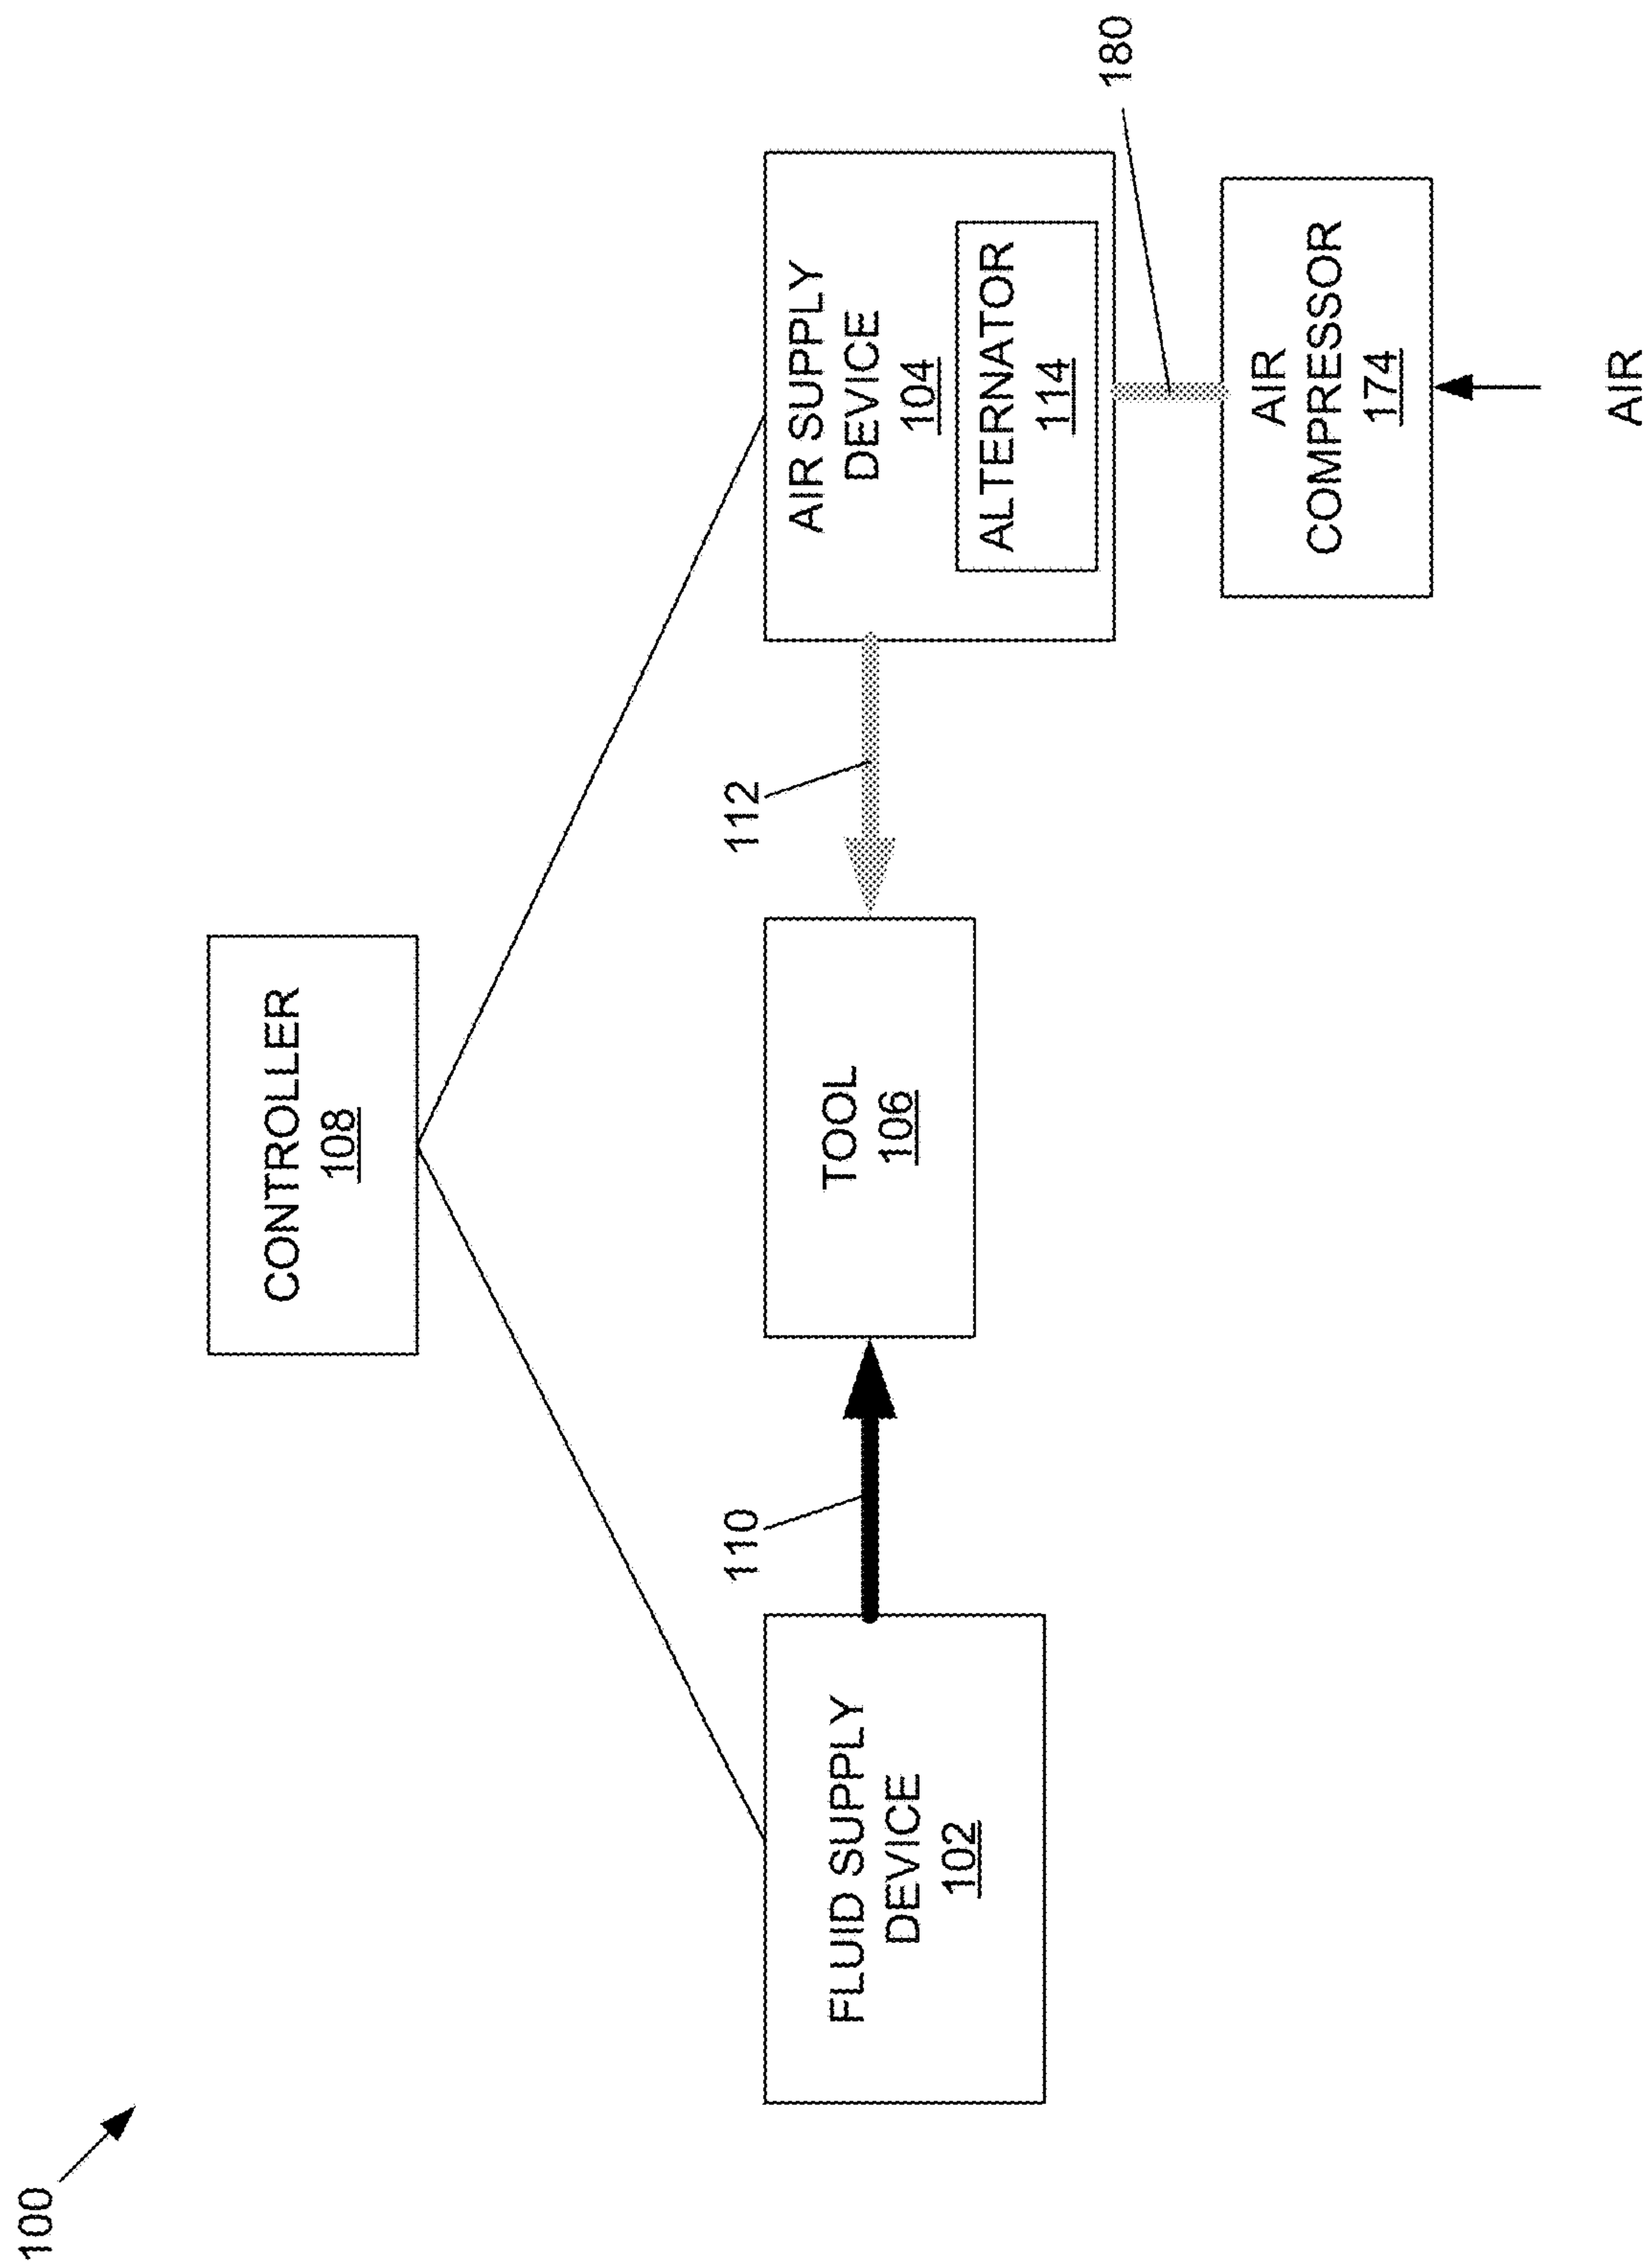 100
CONTROLLER
108
FLUID SUPPLY
DEVICE
102
110
TOOL
106
112
AIR SUPPLY
DEVICE
104
ALTERNATOR
114
180
AIR
COMPRESSOR
174
AIR